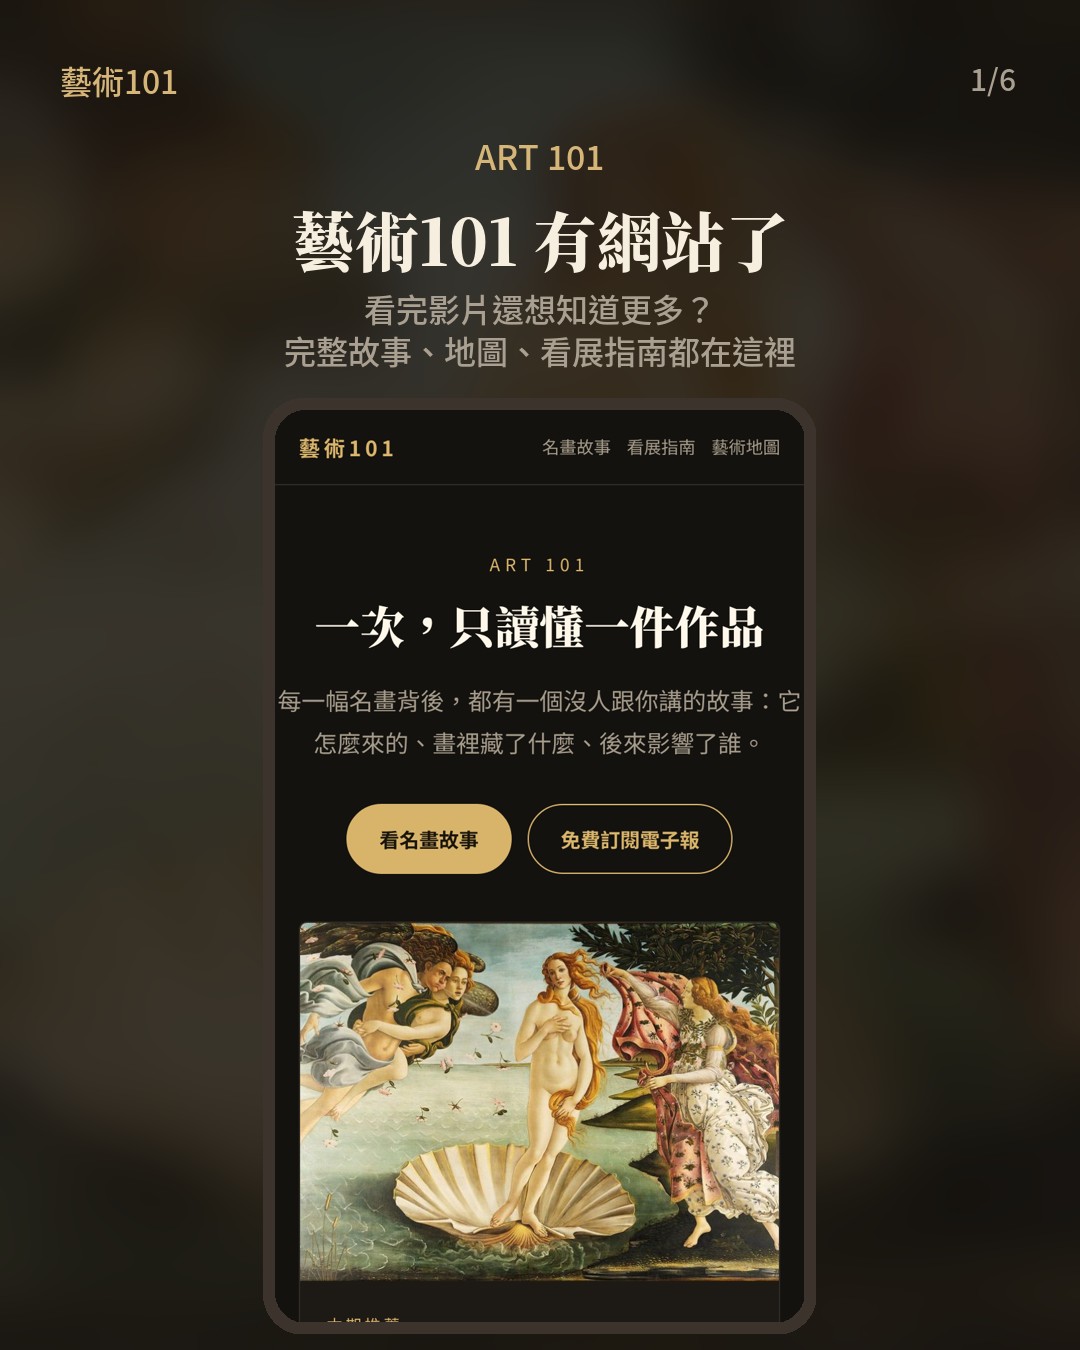 藝術101
1/6
ART 101
藝術101 有網站了
看完影片還想知道更多？
完整故事、地圖、看展指南都在這裡
藝術101
名畫故事 看展指南 藝術地圖
ART 101
一次，只讀懂一件作品
每一幅名畫背後，都有一個沒人跟你講的故事：它
怎麼來的、畫裡藏了什麼、後來影響了誰。
看名畫故事 免費訂閱電子報